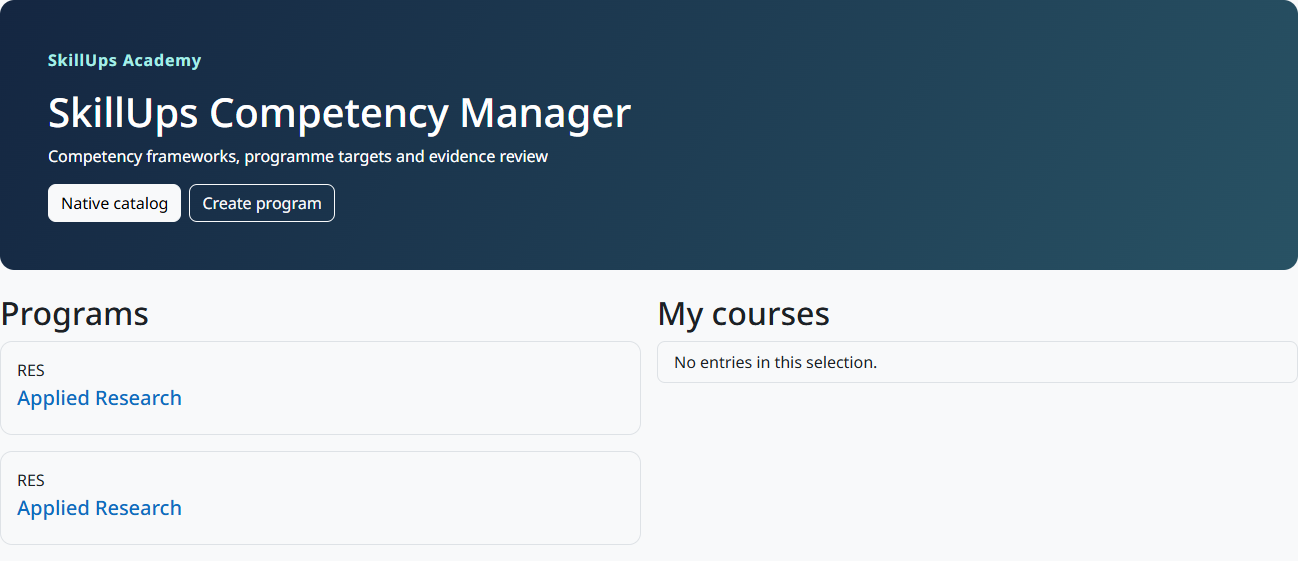 SkillUps Academy
SkillUps Competency Manager
Competency frameworks, programme targets and evidence review
Native catalog
Create program
Programs
RES
Applied Research
RES
Applied Research
My courses
No entries in this selection.